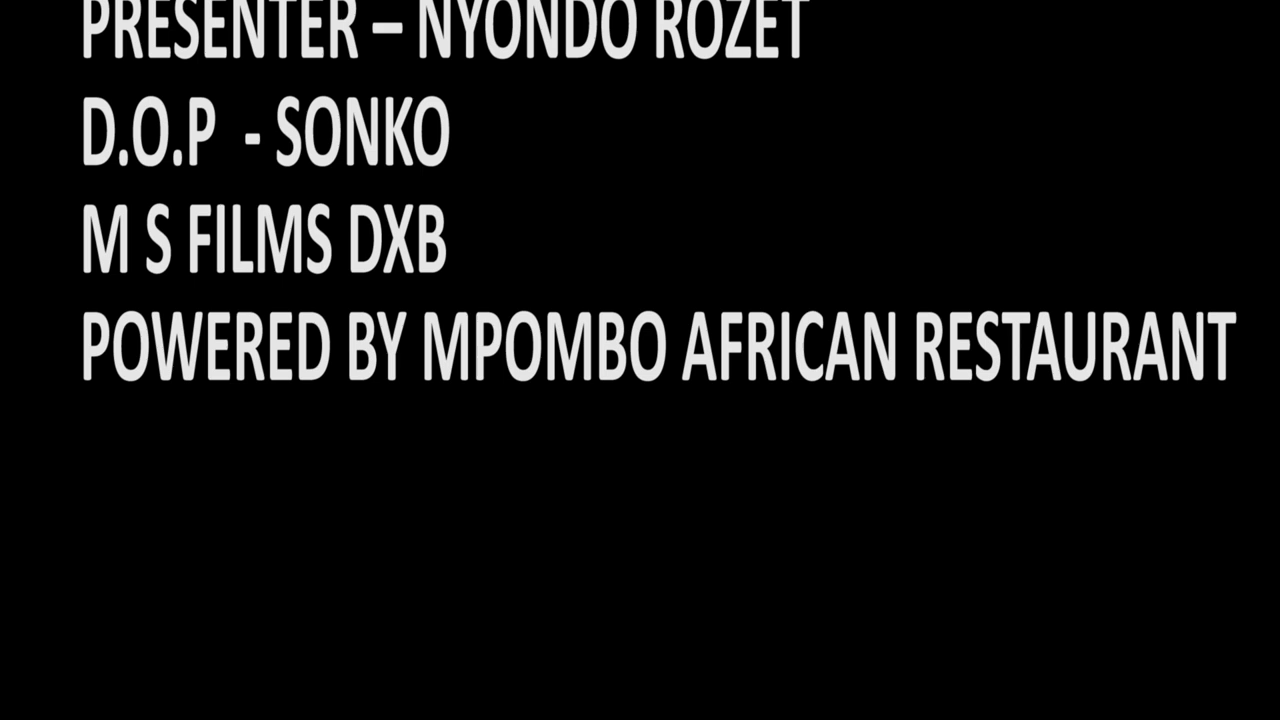 PRESENTER – NYONDO ROZET
D.O.P - SONKO
M S FILMS DXB
POWERED BY MPOMBO AFRICAN RESTAURANT